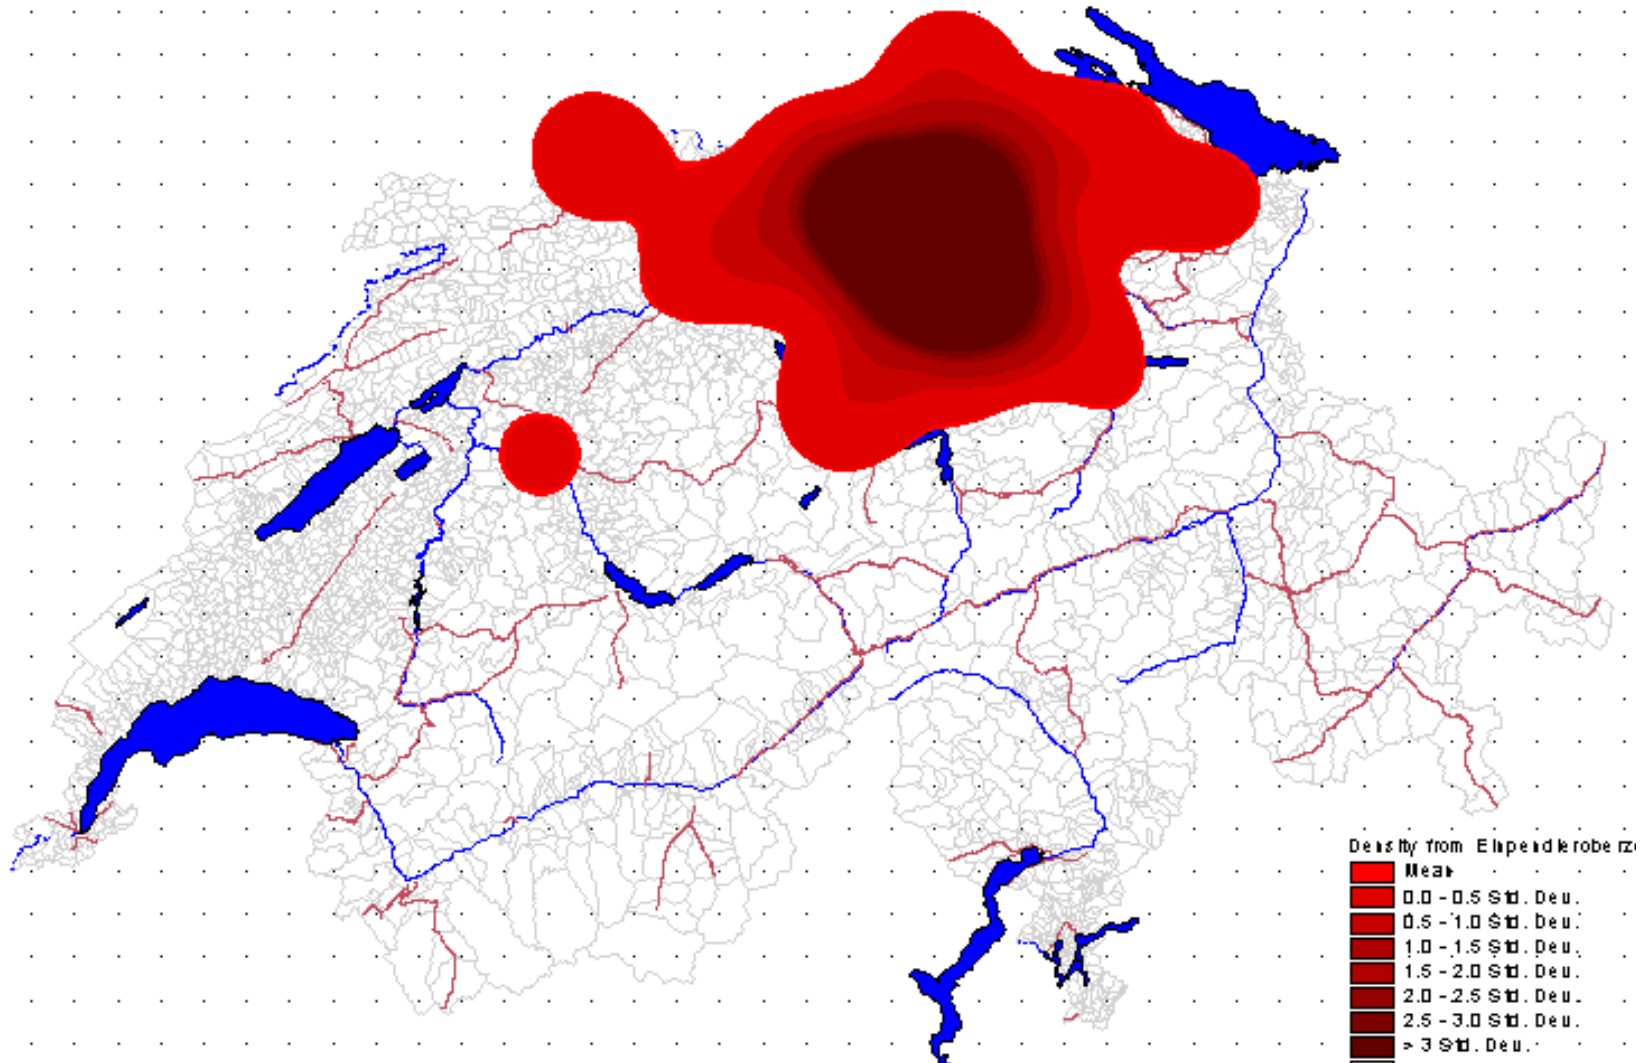 Density from
Mean
0.0 - 0.5 Std. Dev.
0.5 - 1.0 Std. Dev.
1.0 - 1.5 Std. Dev.
1.5 - 2.0 Std. Dev.
2.0 - 2.5 Std. Dev.
2.5 - 3.0 Std. Dev.
> 3 Std. Dev.